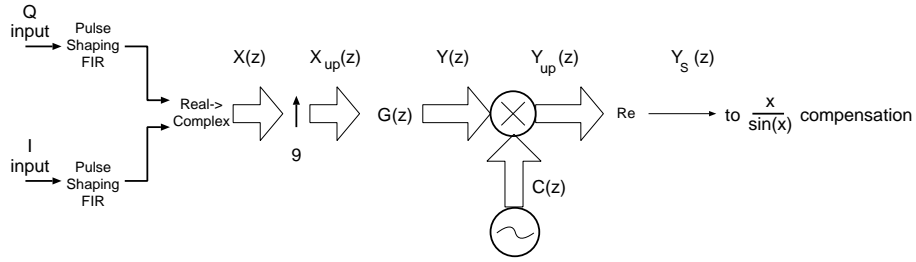 Q
input
Pulse
Shaping
FIR
X(z)
X up(z)
Y(z)
Y up(z)
Y S (z)
Real->
Complex
9
G(z)
Re
to x/sin(x) compensation
C(z)
I
input
Pulse
Shaping
FIR